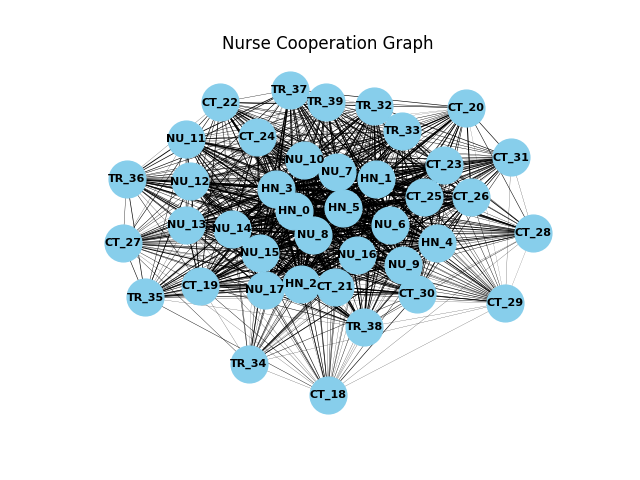 Nurse Cooperation Graph
TR_37
CT_22
TR_39
TR_32
CT_20
TR_33
NU_11
CT_24
NU_10
CT_31
CT_23
NU_7
TR_36
NU_12
HN_3
HN_1
CT_25
CT_26
HN_0
HN_5
NU_13
NU_14
NU_8
NU_6
CT_28
CT_27
HN_4
NU_15
NU_16
NU_9
CT_19
NU_17
HN_2
CT_21
CT_30
TR_35
CT_29
TR_38
TR_34
CT_18